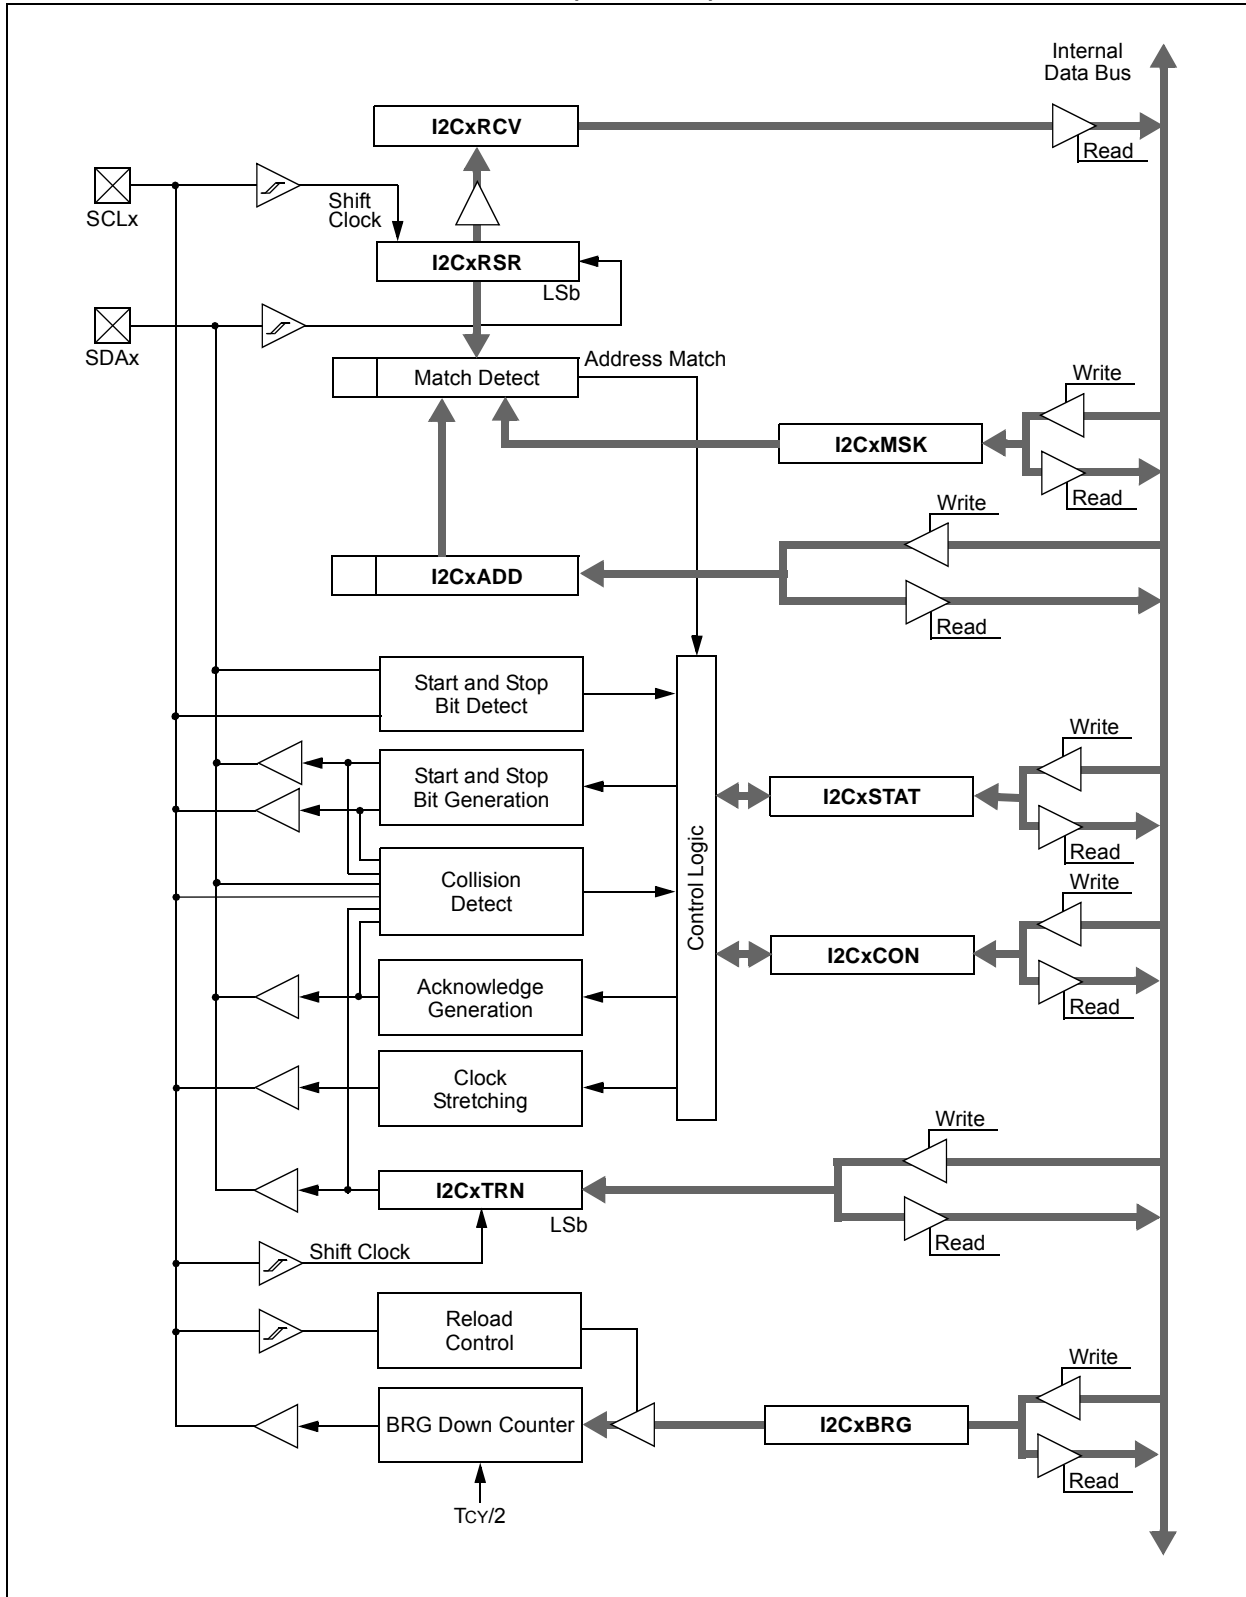 Internal
Data Bus
I2CxRCV
Read
SCLx
Shift
Clock
I2CxRSR
LSb
SDAx
Address Match
Match Detect
Write
I2CxMSK
Read
Write
I2CxADD
Read
Start and Stop
Bit Detect
Write
Start and Stop
Bit Generation
I2CxSTAT
Read
Control Logic
Collision
Detect
Write
I2CxCON
Read
Acknowledge
Generation
Clock
Stretching
Write
I2CxTRN
LSb
Read
Shift Clock
Reload
Control
Write
BRG Down Counter
I2CxBRG
Read
TCY/2